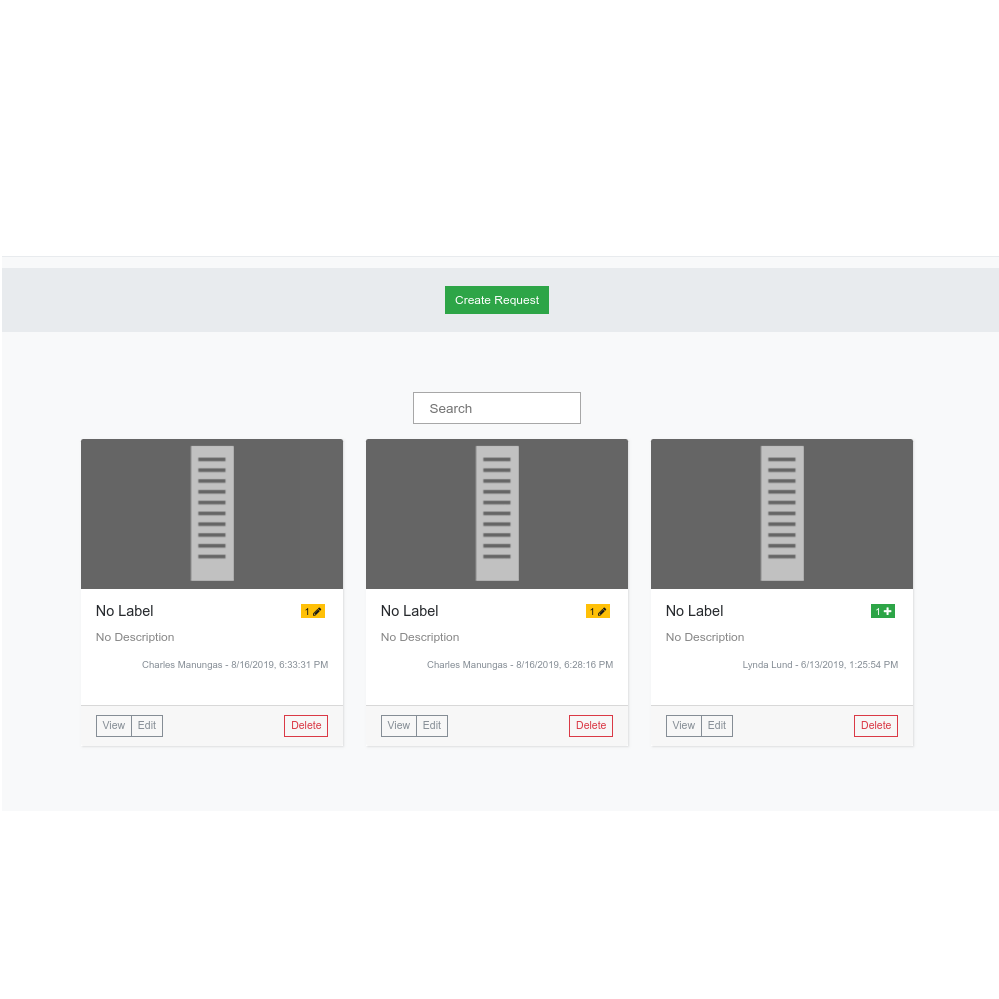 Create Request
Search
No Label 1
No Description
Charles Manungas - 8/16/2019, 6:33:31 PM
View Edit Delete
No Label 1
No Description
Charles Manungas - 8/16/2019, 6:28:16 PM
View Edit Delete
No Label 1
No Description
Lynda Lund - 6/13/2019, 1:25:54 PM
View Edit Delete